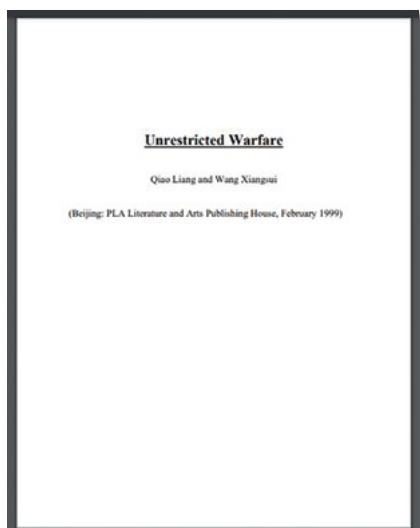 Unrestricted Warfare
Qiao Liang and Wang Xiangsui
(Beijing: PLA Literature and Arts Publishing House, February 1999)